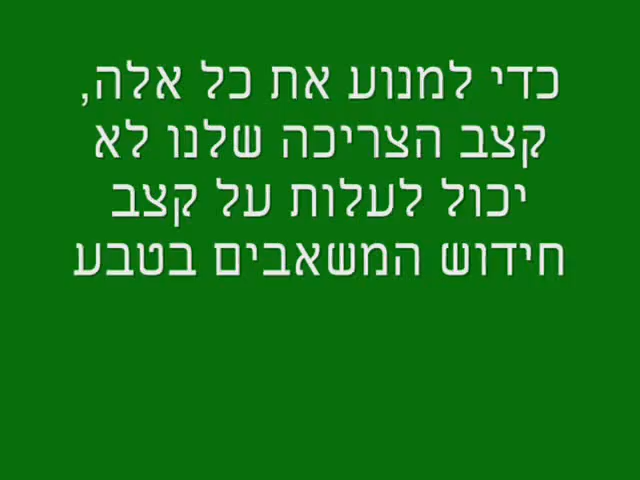 כדי למנוע את כל אלה,
קצב הצריכה שלנו לא
יכול לעלות על קצב
חידוש המשאבים בטבע